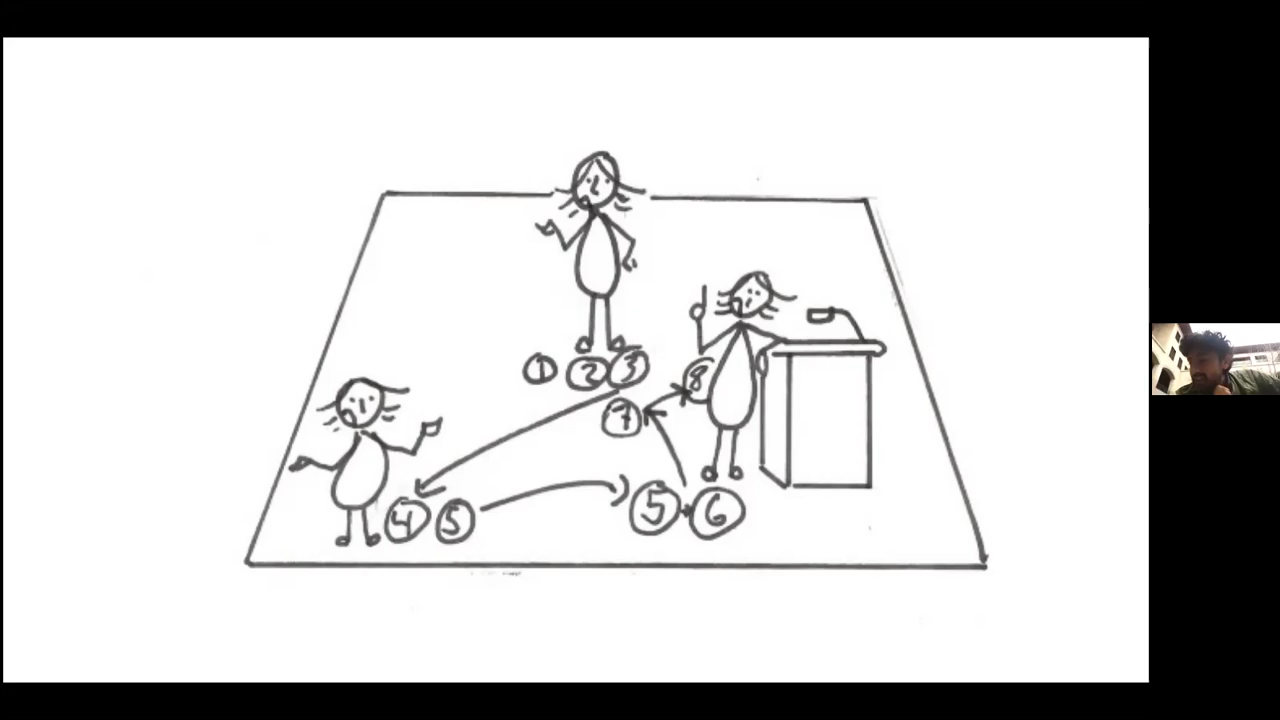 ① ② ③
⑧
⑦
④ ⑤ ⑤ ⑥